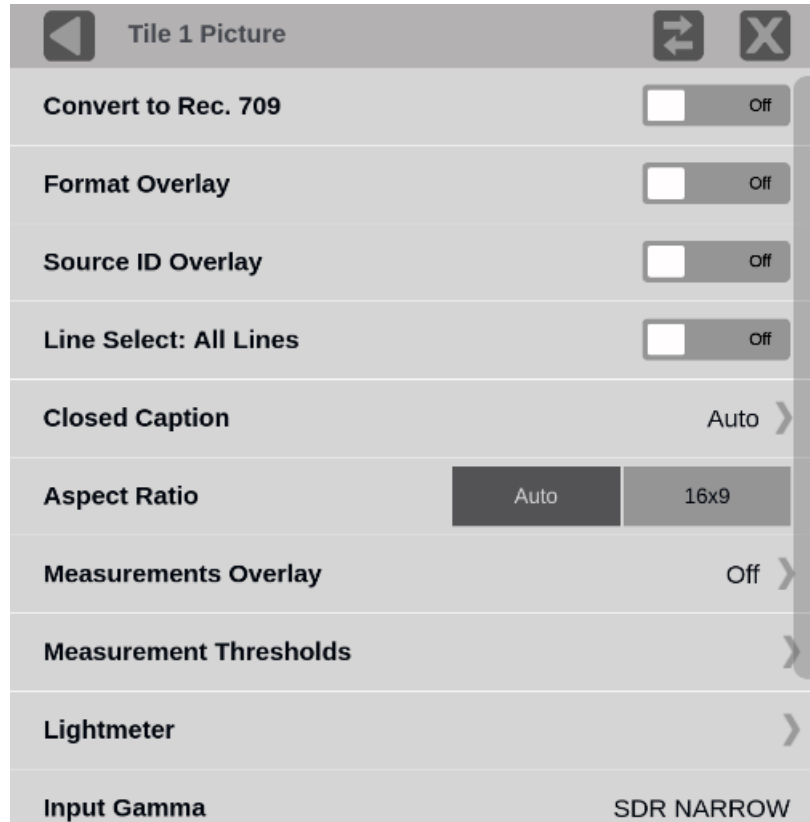 Tile 1 Picture
Convert to Rec. 709 Off
Format Overlay Off
Source ID Overlay Off
Line Select: All Lines Off
Closed Caption Auto
Aspect Ratio Auto 16x9
Measurements Overlay Off
Measurement Thresholds
Lightmeter
Input Gamma SDR NARROW